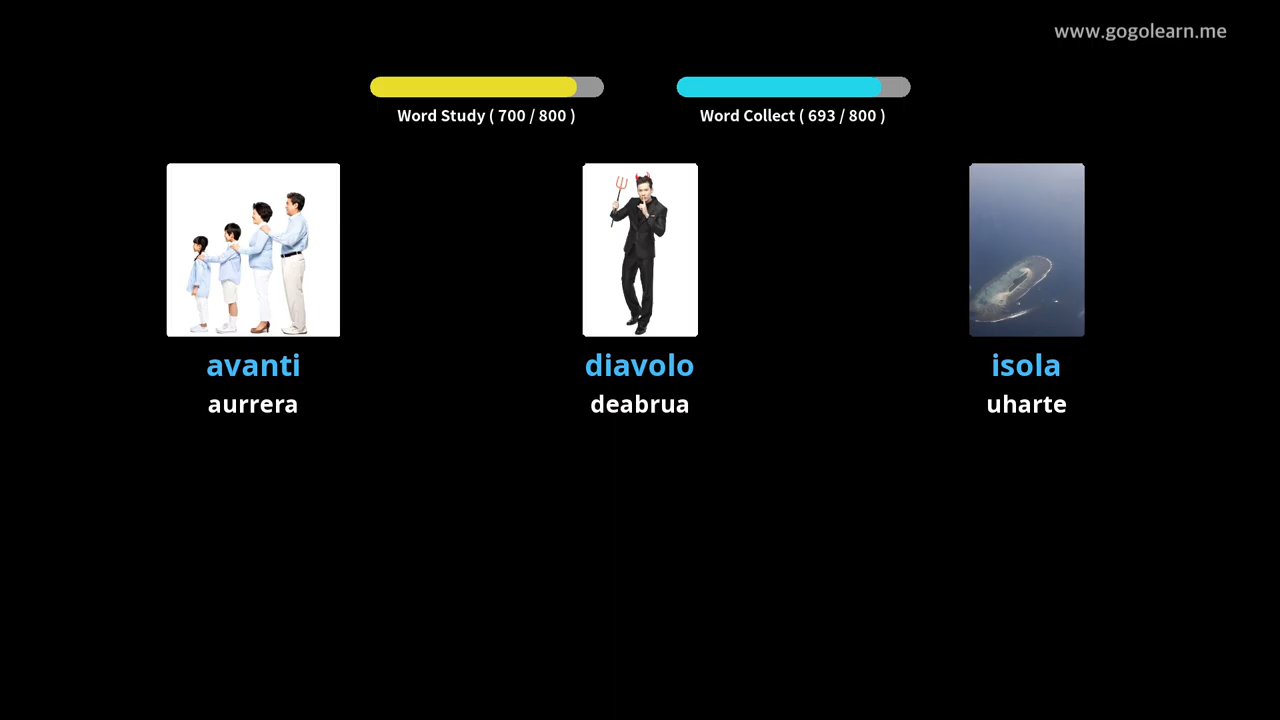 www.gogolearn.me
Word Study ( 700 / 800 )
Word Collect ( 693 / 800 )
avanti
aurrera
diavolo
deabrua
isola
uharte